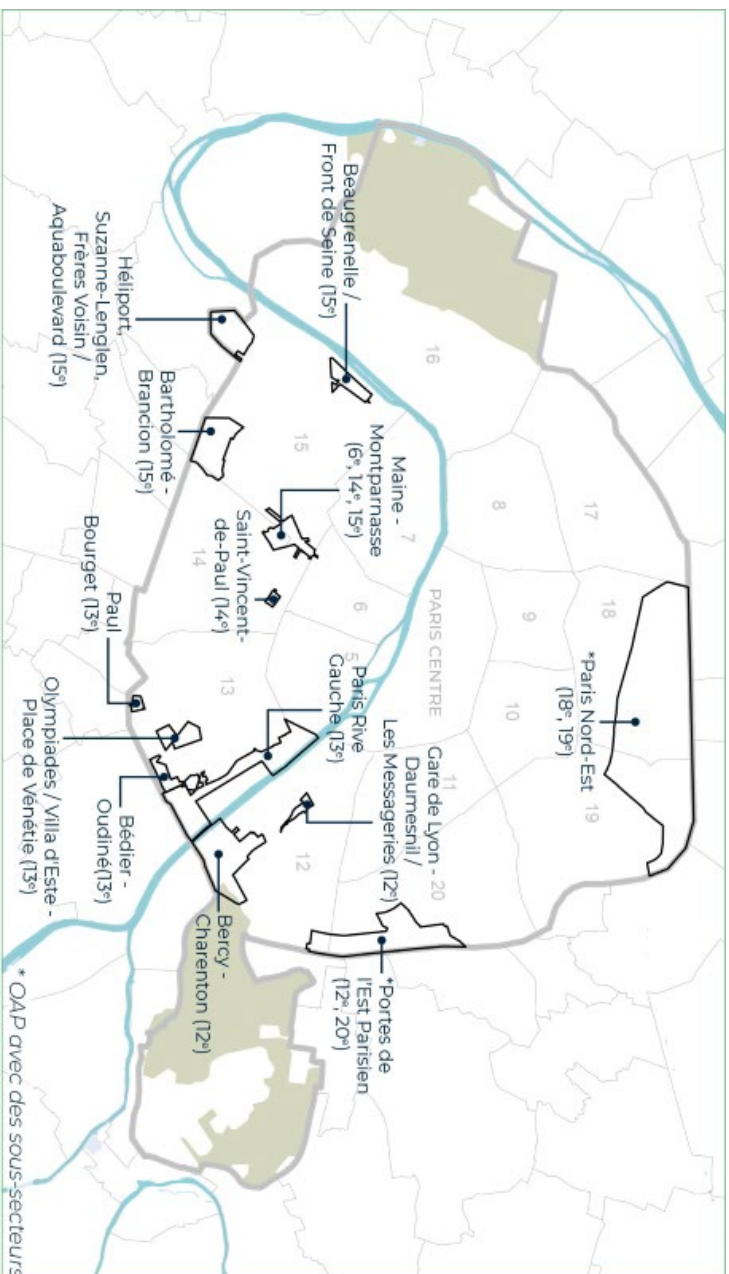 *Paris Nord-Est
(18ᵉ, 19ᵉ)
17
18
19
8
9
10
16
PARIS CENTRE
11
20
7
6
5
12
15
14
13
Beaugrenelle /
Front de Seine (15ᵉ)
Gare de Lyon -
Daumesnil /
Les Messageries (12ᵉ)
*Portes de
l'Est Parisien
(12ᵉ, 20ᵉ)
Maine -
Montparnasse
(6ᵉ, 14ᵉ, 15ᵉ)
Paris Rive
Gauche (13ᵉ)
Saint-Vincent-
de-Paul (14ᵉ)
Bercy -
Charenton (12ᵉ)
Héliport,
Suzanne-Lenglen,
Frères Voisin /
Aquaboulevard (15ᵉ)
Bartholomé -
Brancion (15ᵉ)
Paul
Bourget (13ᵉ)
Olympiades / Villa d'Este -
Place de Vénétie (13ᵉ)
Bédier -
Oudiné(13ᵉ)
* OAP avec des sous-secteurs